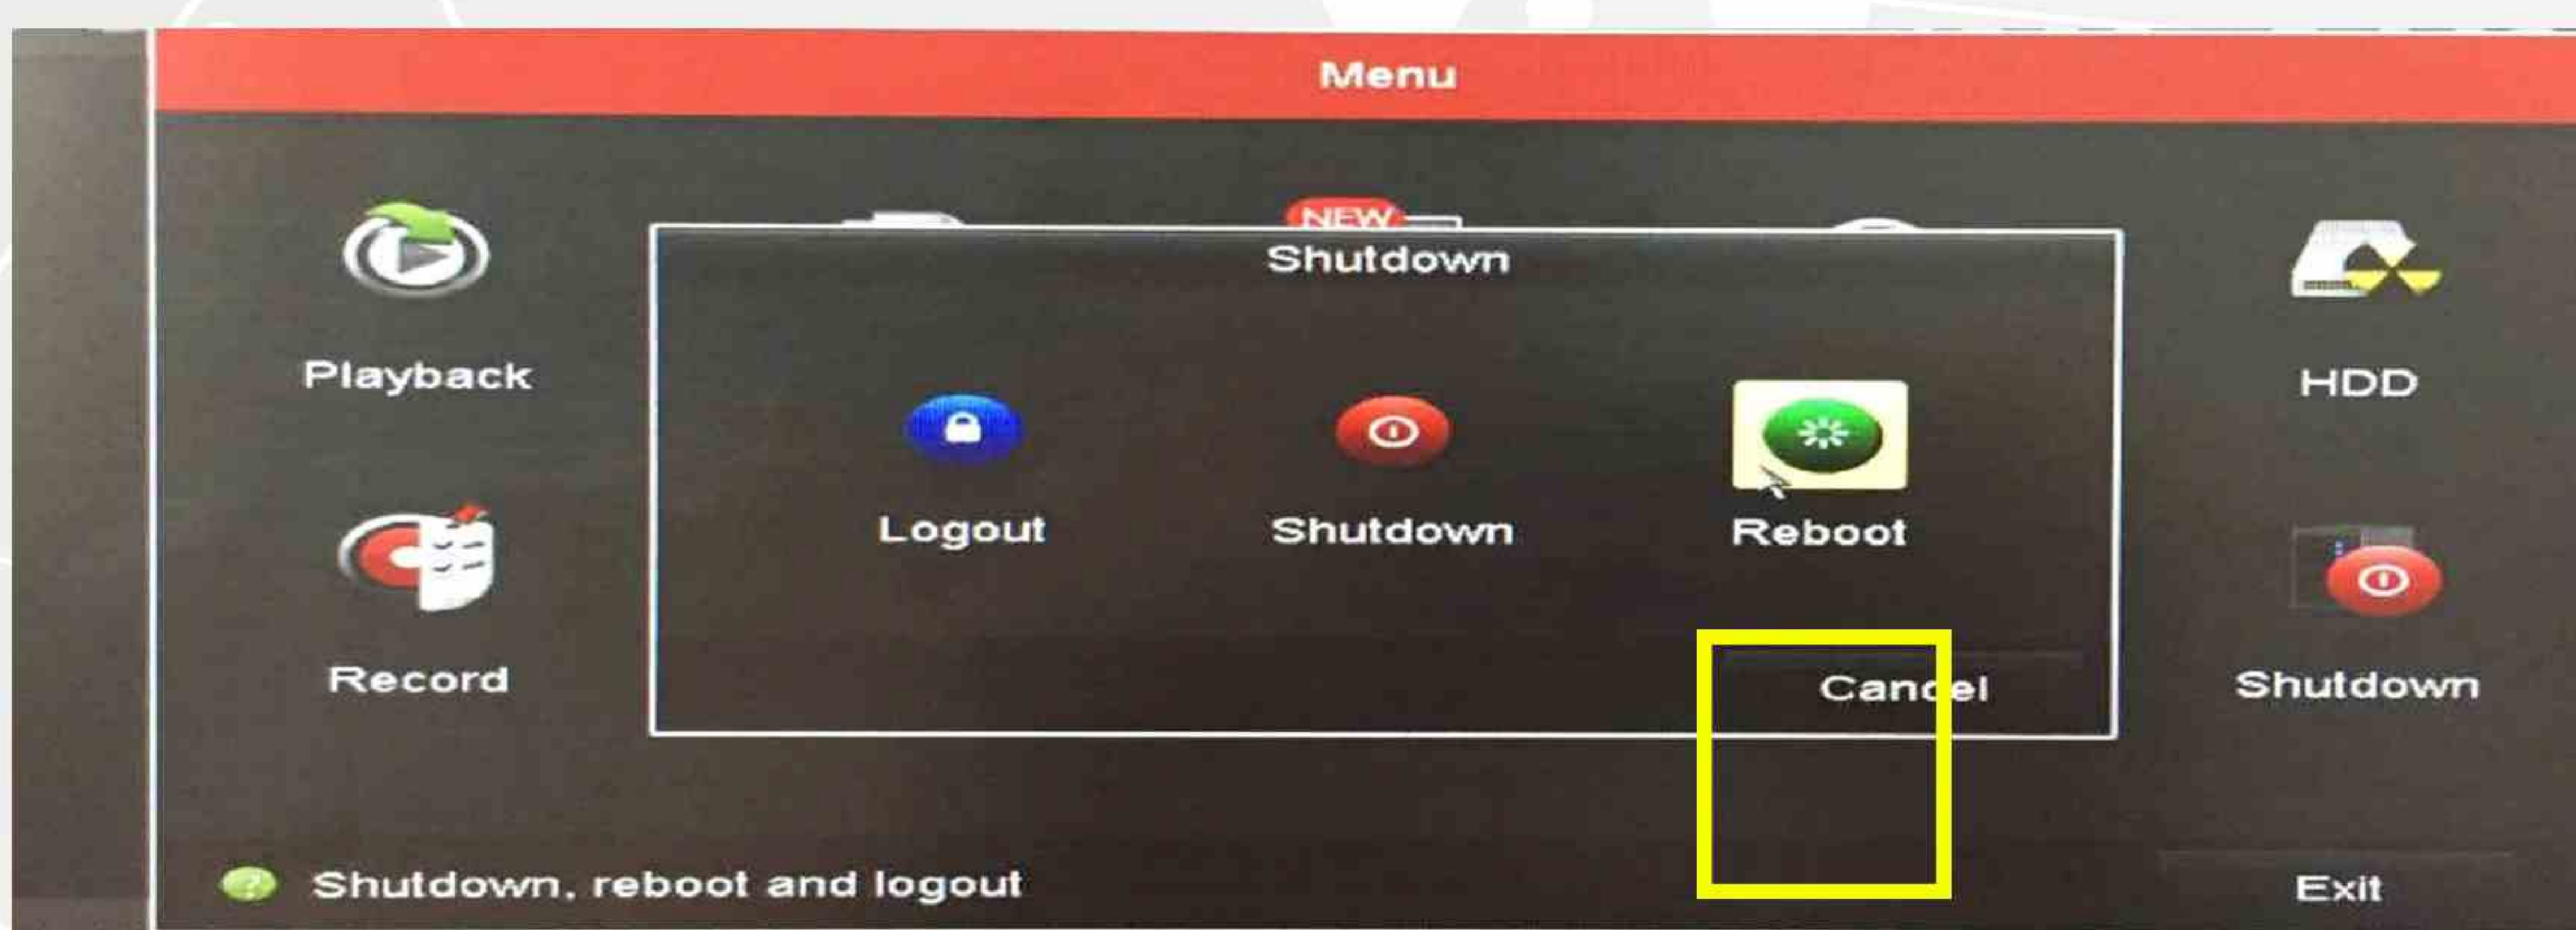 Menu
NEW
Shutdown
Playback
HDD
Logout
Shutdown
Reboot
Record
Cancel
Shutdown
Shutdown, reboot and logout
Exit